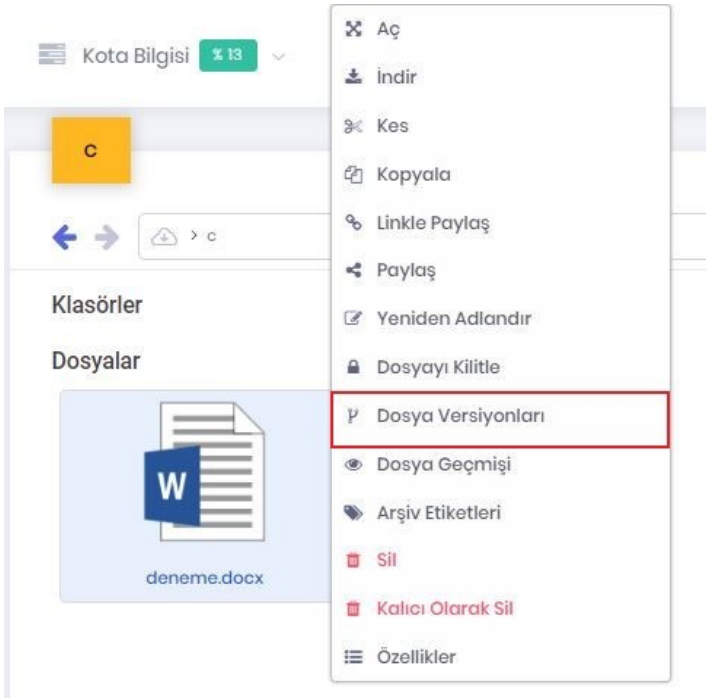 Kota Bilgisi % 13
c
> c
Klasörler
Dosyalar
W
deneme.docx
Aç
İndir
Kes
Kopyala
Linkle Paylaş
Paylaş
Yeniden Adlandır
Dosyayı Kilitle
Dosya Versiyonları
Dosya Geçmişi
Arşiv Etiketleri
Sil
Kalıcı Olarak Sil
Özellikler